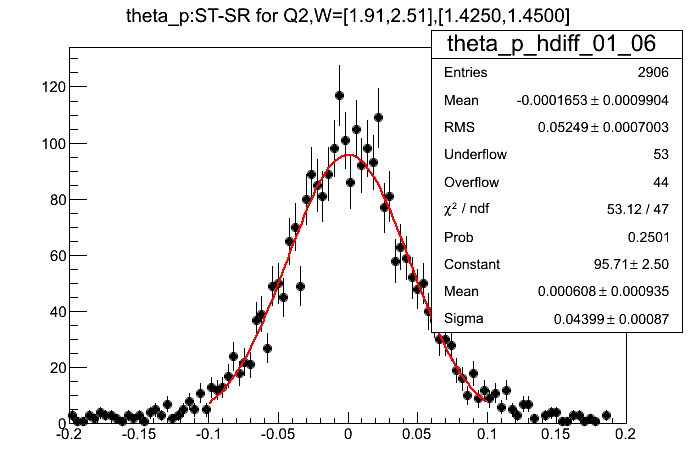 theta_p:ST-SR for Q2,W=[1.91,2.51],[1.4250,1.4500]
theta_p_hdiff_01_06
Entries 2906
Mean -0.0001653 ± 0.0009904
RMS 0.05249 ± 0.0007003
Underflow 53
Overflow 44
χ² / ndf 53.12 / 47
Prob 0.2501
Constant 95.71 ± 2.50
Mean 0.000608 ± 0.000935
Sigma 0.04399 ± 0.00087
120
100
80
60
40
20
0
-0.2 -0.15 -0.1 -0.05 0 0.05 0.1 0.15 0.2